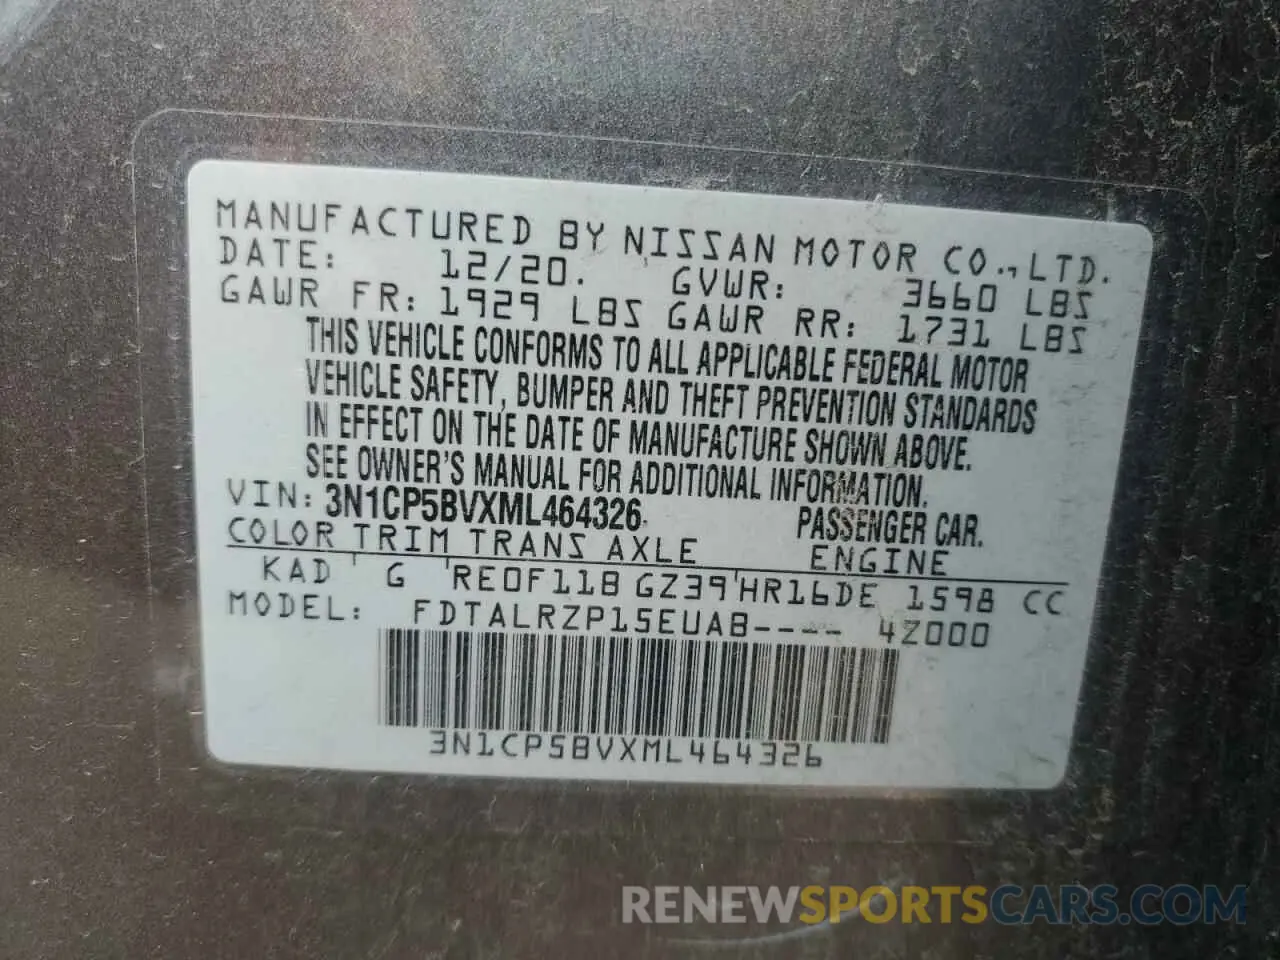 MANUFACTURED BY NISSAN MOTOR CO.,LTD.
DATE: 12/20. GVWR: 3660 LBS
GAWR FR: 1929 LBS GAWR RR: 1731 LBS
THIS VEHICLE CONFORMS TO ALL APPLICABLE FEDERAL MOTOR
VEHICLE SAFETY, BUMPER AND THEFT PREVENTION STANDARDS
IN EFFECT ON THE DATE OF MANUFACTURE SHOWN ABOVE.
SEE OWNER'S MANUAL FOR ADDITIONAL INFORMATION.
VIN: 3N1CP5BVXML464326 PASSENGER CAR.
COLOR TRIM TRANS AXLE ENGINE
KAD ' G 'RE0F11B GZ39'HR16DE 1598 CC
MODEL: FDTALRZP15EUAB---- 4Z000
3N1CP5BVXML464326
RENEWSPORTSCARS.COM